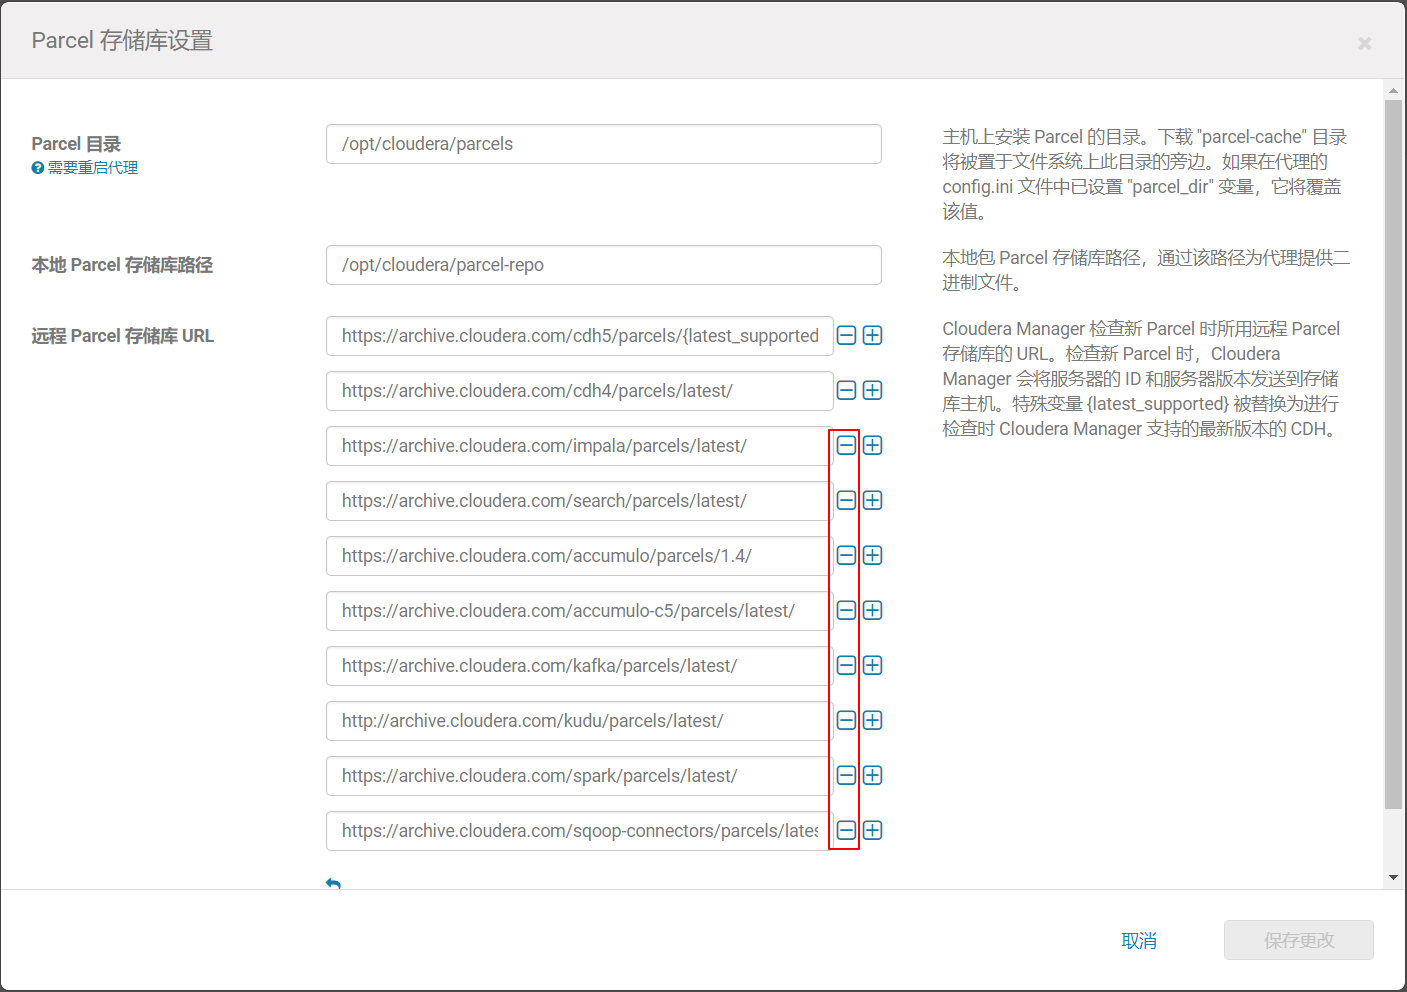 Parcel 存储库设置
Parcel 目录
需要重启代理
/opt/cloudera/parcels
主机上安装 Parcel 的目录。下载 "parcel-cache" 目录
将被置于文件系统上此目录的旁边。如果在代理的
config.ini 文件中已设置 "parcel_dir" 变量，它将覆盖
该值。
本地 Parcel 存储库路径
/opt/cloudera/parcel-repo
本地包 Parcel 存储库路径，通过该路径为代理提供二
进制文件。
远程 Parcel 存储库 URL
https://archive.cloudera.com/cdh5/parcels/{latest_supported
https://archive.cloudera.com/cdh4/parcels/latest/
https://archive.cloudera.com/impala/parcels/latest/
https://archive.cloudera.com/search/parcels/latest/
https://archive.cloudera.com/accumulo/parcels/1.4/
https://archive.cloudera.com/accumulo-c5/parcels/latest/
https://archive.cloudera.com/kafka/parcels/latest/
http://archive.cloudera.com/kudu/parcels/latest/
https://archive.cloudera.com/spark/parcels/latest/
https://archive.cloudera.com/sqoop-connectors/parcels/lates
Cloudera Manager 检查新 Parcel 时所用远程 Parcel
存储库的 URL。检查新 Parcel 时，Cloudera
Manager 会将服务器的 ID 和服务器版本发送到存储
库主机。特殊变量 {latest_supported} 被替换为进行
检查时 Cloudera Manager 支持的最新版本的 CDH。
取消
保存更改